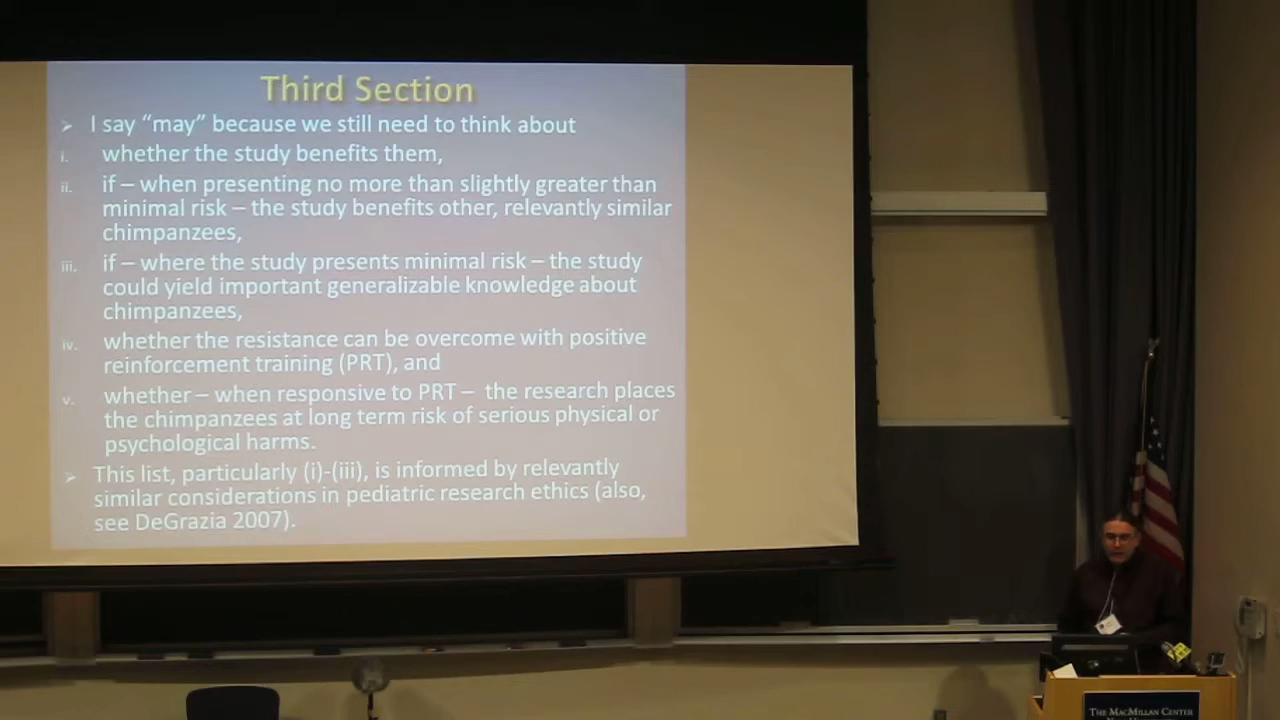 Third Section
➢ I say “may” because we still need to think about
i. whether the study benefits them,
ii. if – when presenting no more than slightly greater than
minimal risk – the study benefits other, relevantly similar
chimpanzees,
iii. if – where the study presents minimal risk – the study
could yield important generalizable knowledge about
chimpanzees,
iv. whether the resistance can be overcome with positive
reinforcement training (PRT), and
v. whether – when responsive to PRT – the research places
the chimpanzees at long term risk of serious physical or
psychological harms.
➢ This list, particularly (i)-(iii), is informed by relevantly
similar considerations in pediatric research ethics (also,
see DeGrazia 2007).
THE MACMILLAN CENTER